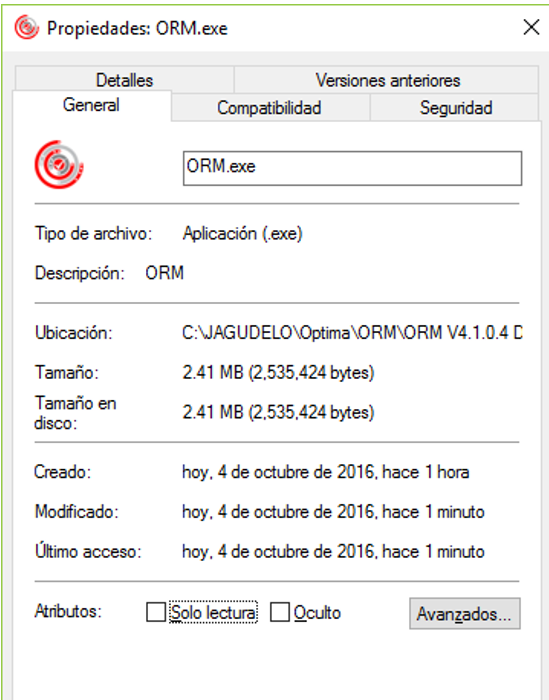 Propiedades: ORM.exe
Detalles
Versiones anteriores
General
Compatibilidad
Seguridad
ORM.exe
Tipo de archivo: Aplicación (.exe)
Descripción: ORM
Ubicación: C:\JAGUDELO\Optima\ORM\ORM V4.1.0.4 D
Tamaño: 2.41 MB (2,535,424 bytes)
Tamaño en
disco: 2.41 MB (2,535,424 bytes)
Creado: hoy, 4 de octubre de 2016, hace 1 hora
Modificado: hoy, 4 de octubre de 2016, hace 1 minuto
Último acceso: hoy, 4 de octubre de 2016, hace 1 minuto
Atributos: Solo lectura Oculto Avanzados...